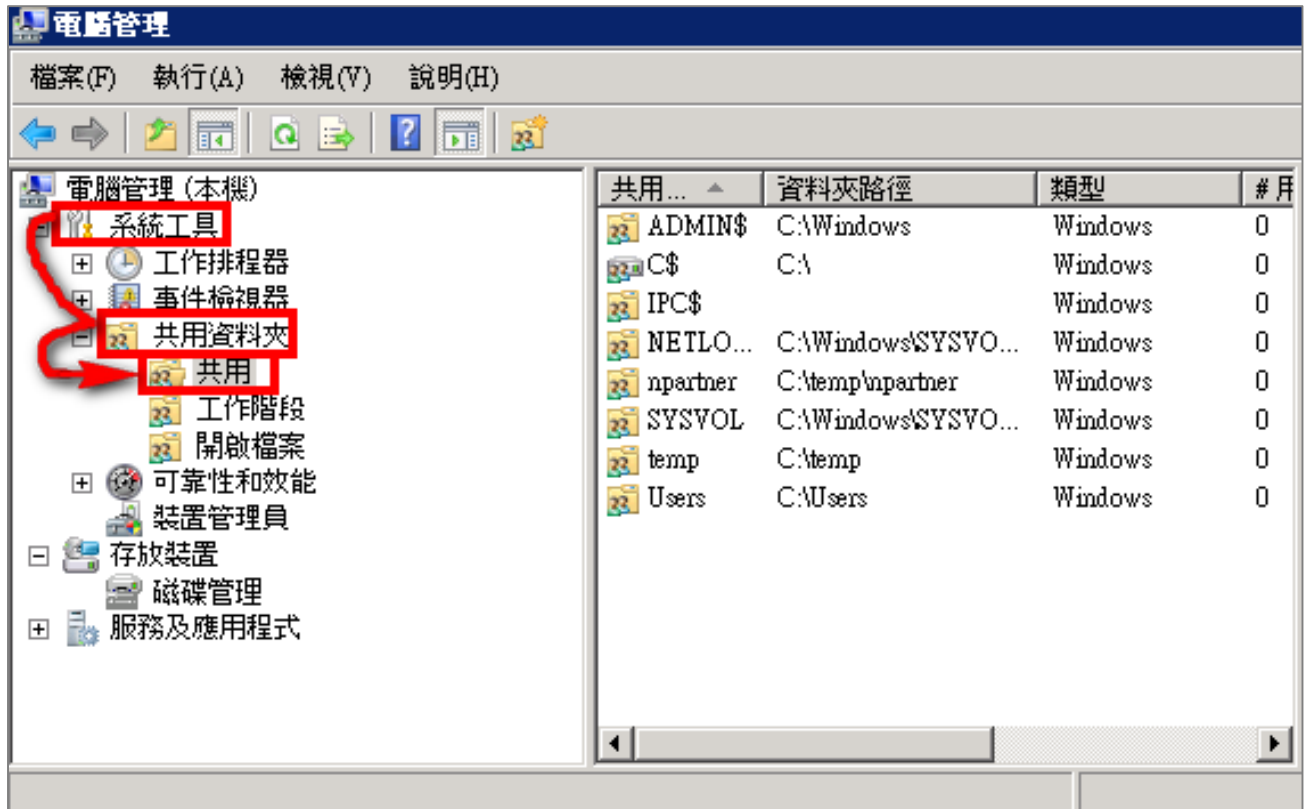 電腦管理
檔案(F) 執行(A) 檢視(V) 說明(H)
電腦管理 (本機)
系統工具
工作排程器
事件檢視器
共用資料夾
共用
工作階段
開啟檔案
可靠性和效能
裝置管理員
存放裝置
磁碟管理
服務及應用程式
共用... 資料夾路徑 類型 # 用
ADMIN$ C:\Windows Windows 0
C$ C:\ Windows 0
IPC$ Windows 0
NETLO... C:\Windows\SYSVO... Windows 0
npartner C:\temp\npartner Windows 0
SYSVOL C:\Windows\SYSVO... Windows 0
temp C:\temp Windows 0
Users C:\Users Windows 0